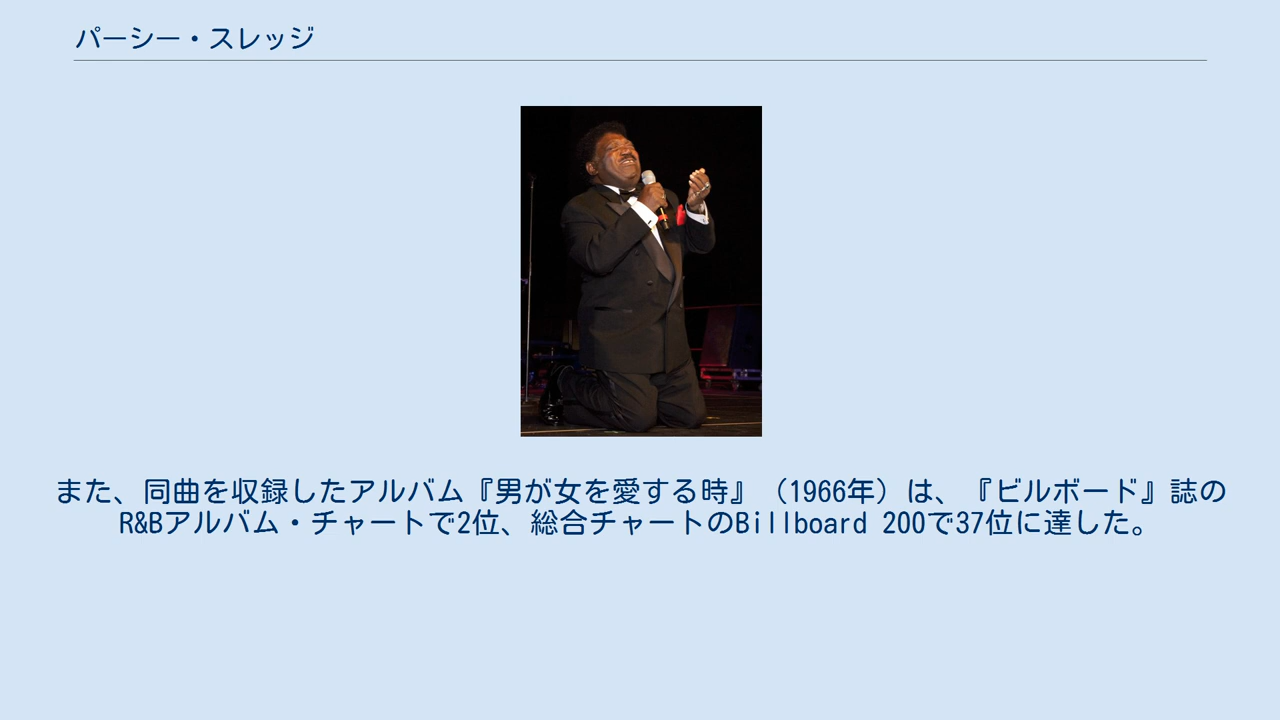 パーシー・スレッジ
また、同曲を収録したアルバム『男が女を愛する時』（1966年）は、『ビルボード』誌の
R&Bアルバム・チャートで2位、総合チャートのBillboard 200で37位に達した。